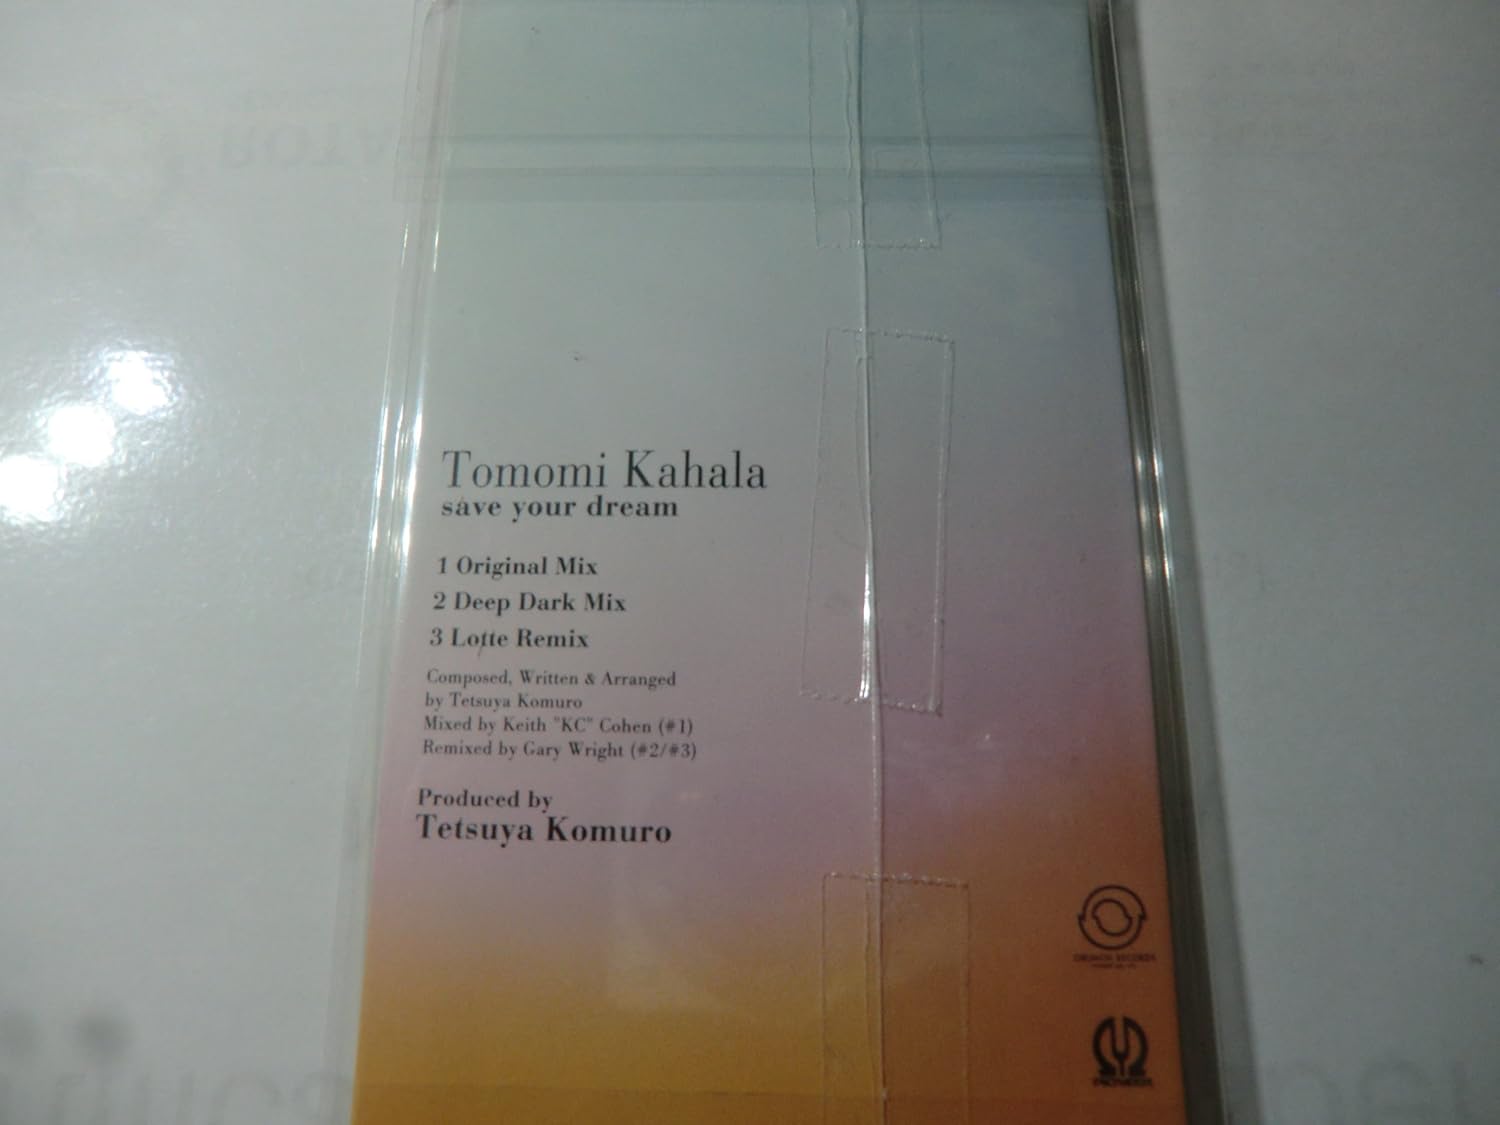 Tomomi Kahala
save your dream
1 Original Mix
2 Deep Dark Mix
3 Lotte Remix
Composed, Written & Arranged
by Tetsuya Komuro
Mixed by Keith "KC" Cohen (#1)
Remixed by Gary Wright (#2/#3)
Produced by
Tetsuya Komuro
PIONEER